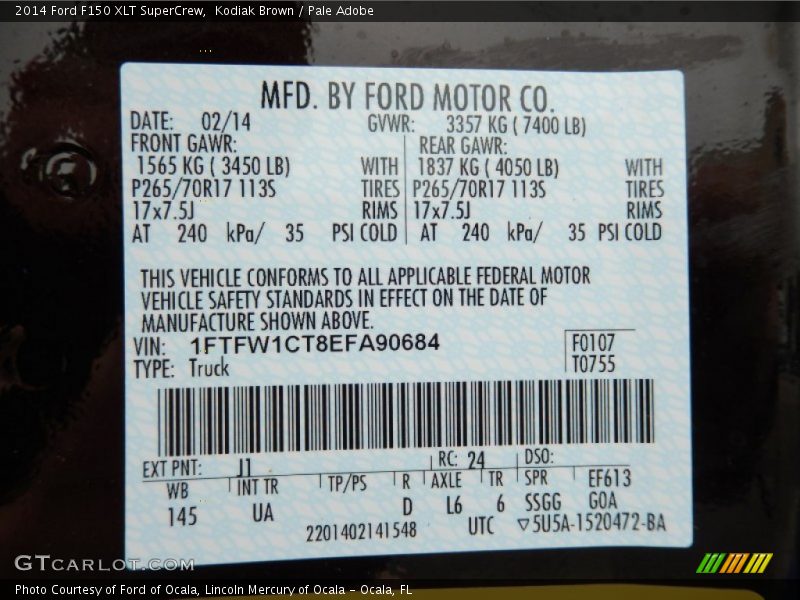 2014 Ford F150 XLT SuperCrew, Kodiak Brown / Pale Adobe
MFD. BY FORD MOTOR CO.
DATE: 02/14 GVWR: 3357 KG ( 7400 LB)
FRONT GAWR: REAR GAWR:
1565 KG ( 3450 LB) WITH 1837 KG ( 4050 LB) WITH
P265/70R17 113S TIRES P265/70R17 113S TIRES
17x7.5J RIMS 17x7.5J RIMS
AT 240 kPa/ 35 PSI COLD AT 240 kPa/ 35 PSI COLD
THIS VEHICLE CONFORMS TO ALL APPLICABLE FEDERAL MOTOR
VEHICLE SAFETY STANDARDS IN EFFECT ON THE DATE OF
MANUFACTURE SHOWN ABOVE.
VIN: 1FTFW1CT8EFA90684 F0107
TYPE: Truck T0755
EXT PNT: J1 RC: 24 DSO:
WB INT TR TP/PS R AXLE TR SPR EF613
145 UA D L6 6 SSGG GOA
2201402141548 UTC ▽5U5A-1520472-BA
GTCARLOT.COM
Photo Courtesy of Ford of Ocala, Lincoln Mercury of Ocala - Ocala, FL